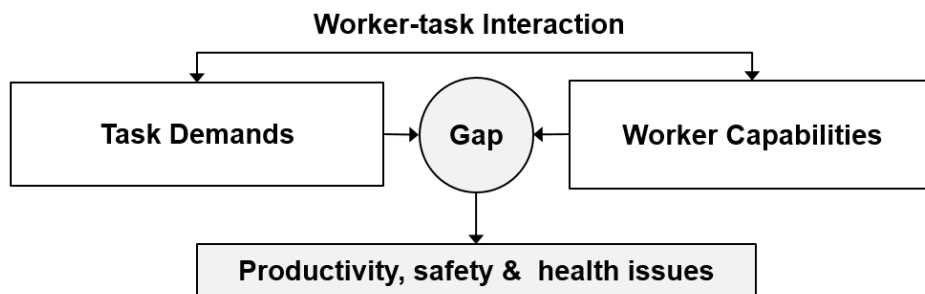 Worker-task Interaction
Task Demands
Gap
Worker Capabilities
Productivity, safety & health issues